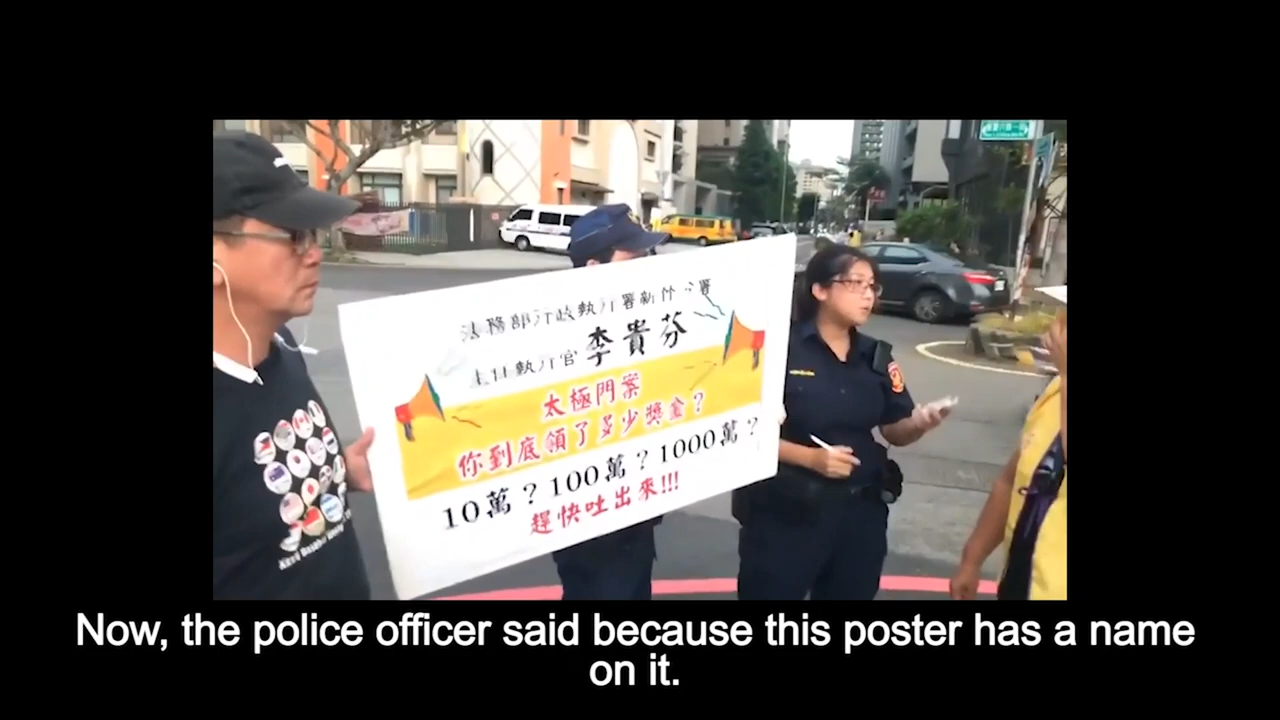 法務部行政執行署新竹分署
主任執行官 李貴芬
太極門案
你到底領了多少獎金？
10萬？100萬？1000萬？
趕快吐出來!!!
Now, the police officer said because this poster has a name
on it.